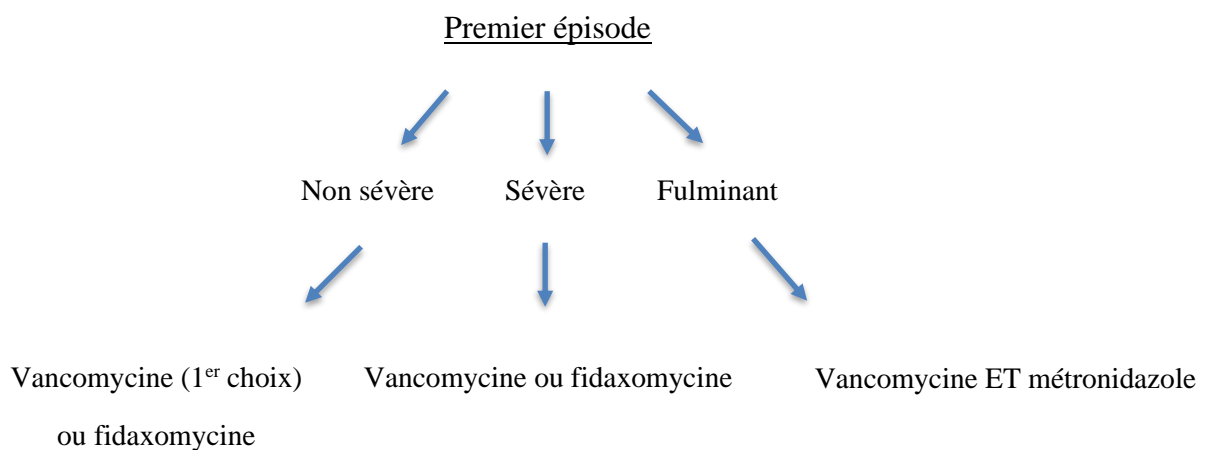 Premier épisode
Non sévère Sévère Fulminant
Vancomycine (1er choix) Vancomycine ou fidaxomycine Vancomycine ET métronidazole
ou fidaxomycine